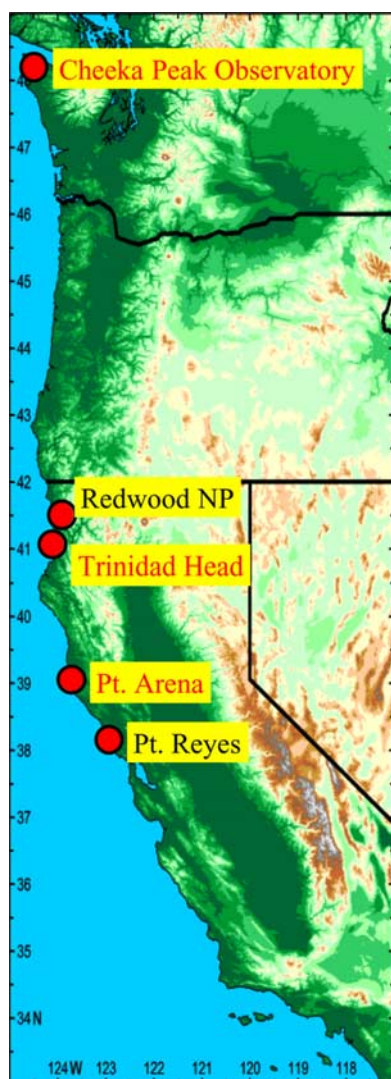 Cheeka Peak Observatory
47
46
45
44
43
42
Redwood NP
41
Trinidad Head
40
39
Pt. Arena
38
Pt. Reyes
37
36
35
34N
124W 123 122 121 120 119 118